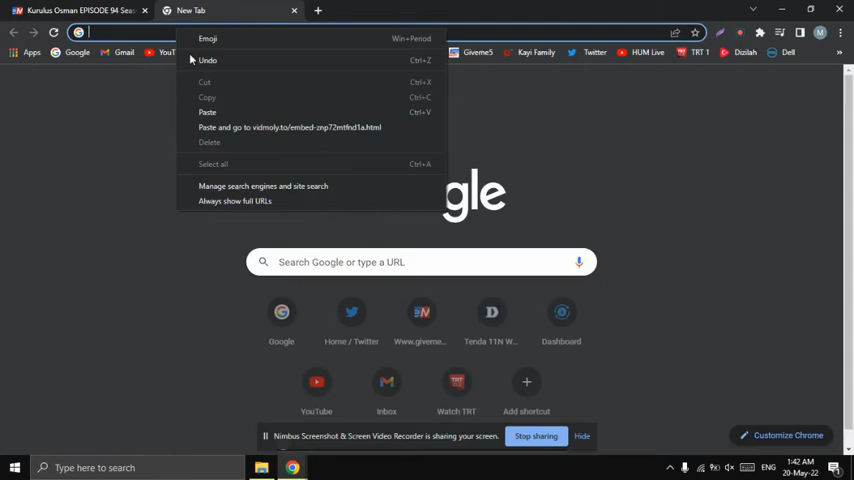 Kurulus Osman EPISODE 94 Seas
New Tab
Apps
Google
Gmail
YouT
Giveme5
Kayi Family
Twitter
HUM Live
TRT 1
Dizilah
Dell
Emoji Win+Period
Undo Ctrl+Z
Cut Ctrl+X
Copy Ctrl+C
Paste Ctrl+V
Paste and go to vidmoly.to/embed-znp72mtfnd1a.html
Delete
Select all Ctrl+A
Manage search engines and site search
Always show full URLs
gle
Search Google or type a URL
Google
Home / Twitter
Www.giveme...
Tenda 11N W...
Dashboard
YouTube
Inbox
Watch TRT
Add shortcut
Nimbus Screenshot & Screen Video Recorder is sharing your screen. Stop sharing Hide
Customize Chrome
Type here to search
ENG
1:42 AM
20-May-22